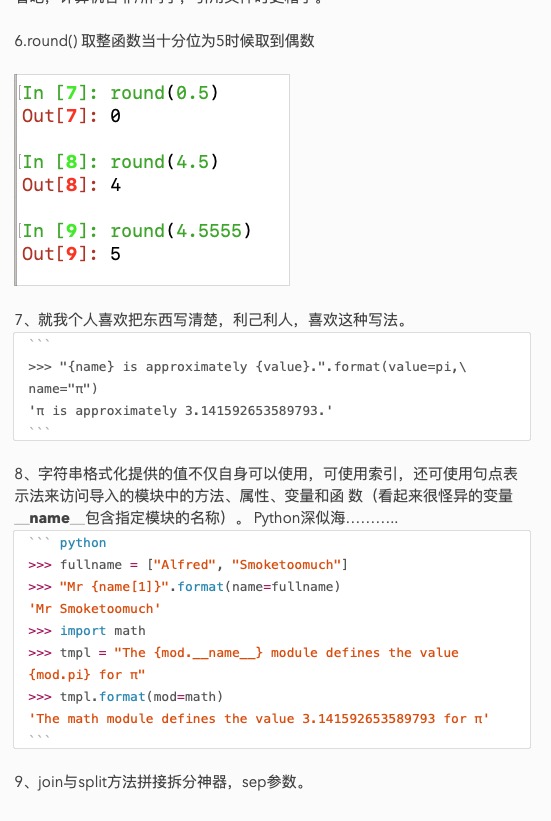 6.round() 取整函数当十分位为5时候取到偶数
In [7]: round(0.5)
Out[7]: 0
In [8]: round(4.5)
Out[8]: 4
In [9]: round(4.5555)
Out[9]: 5
7、就我个人喜欢把东西写清楚，利己利人，喜欢这种写法。
```
>>> "{name} is approximately {value}.".format(value=pi,\
name="π")
'π is approximately 3.141592653589793.'
```
8、字符串格式化提供的值不仅自身可以使用，可使用索引，还可使用句点表
示法来访问导入的模块中的方法、属性、变量和函 数（看起来很怪异的变量
__name__包含指定模块的名称）。Python深似海………..
``` python
>>> fullname = ["Alfred", "Smoketoomuch"]
>>> "Mr {name[1]}".format(name=fullname)
'Mr Smoketoomuch'
>>> import math
>>> tmpl = "The {mod.__name__} module defines the value
{mod.pi} for π"
>>> tmpl.format(mod=math)
'The math module defines the value 3.141592653589793 for π'
```
9、join与split方法拼接拆分神器，sep参数。